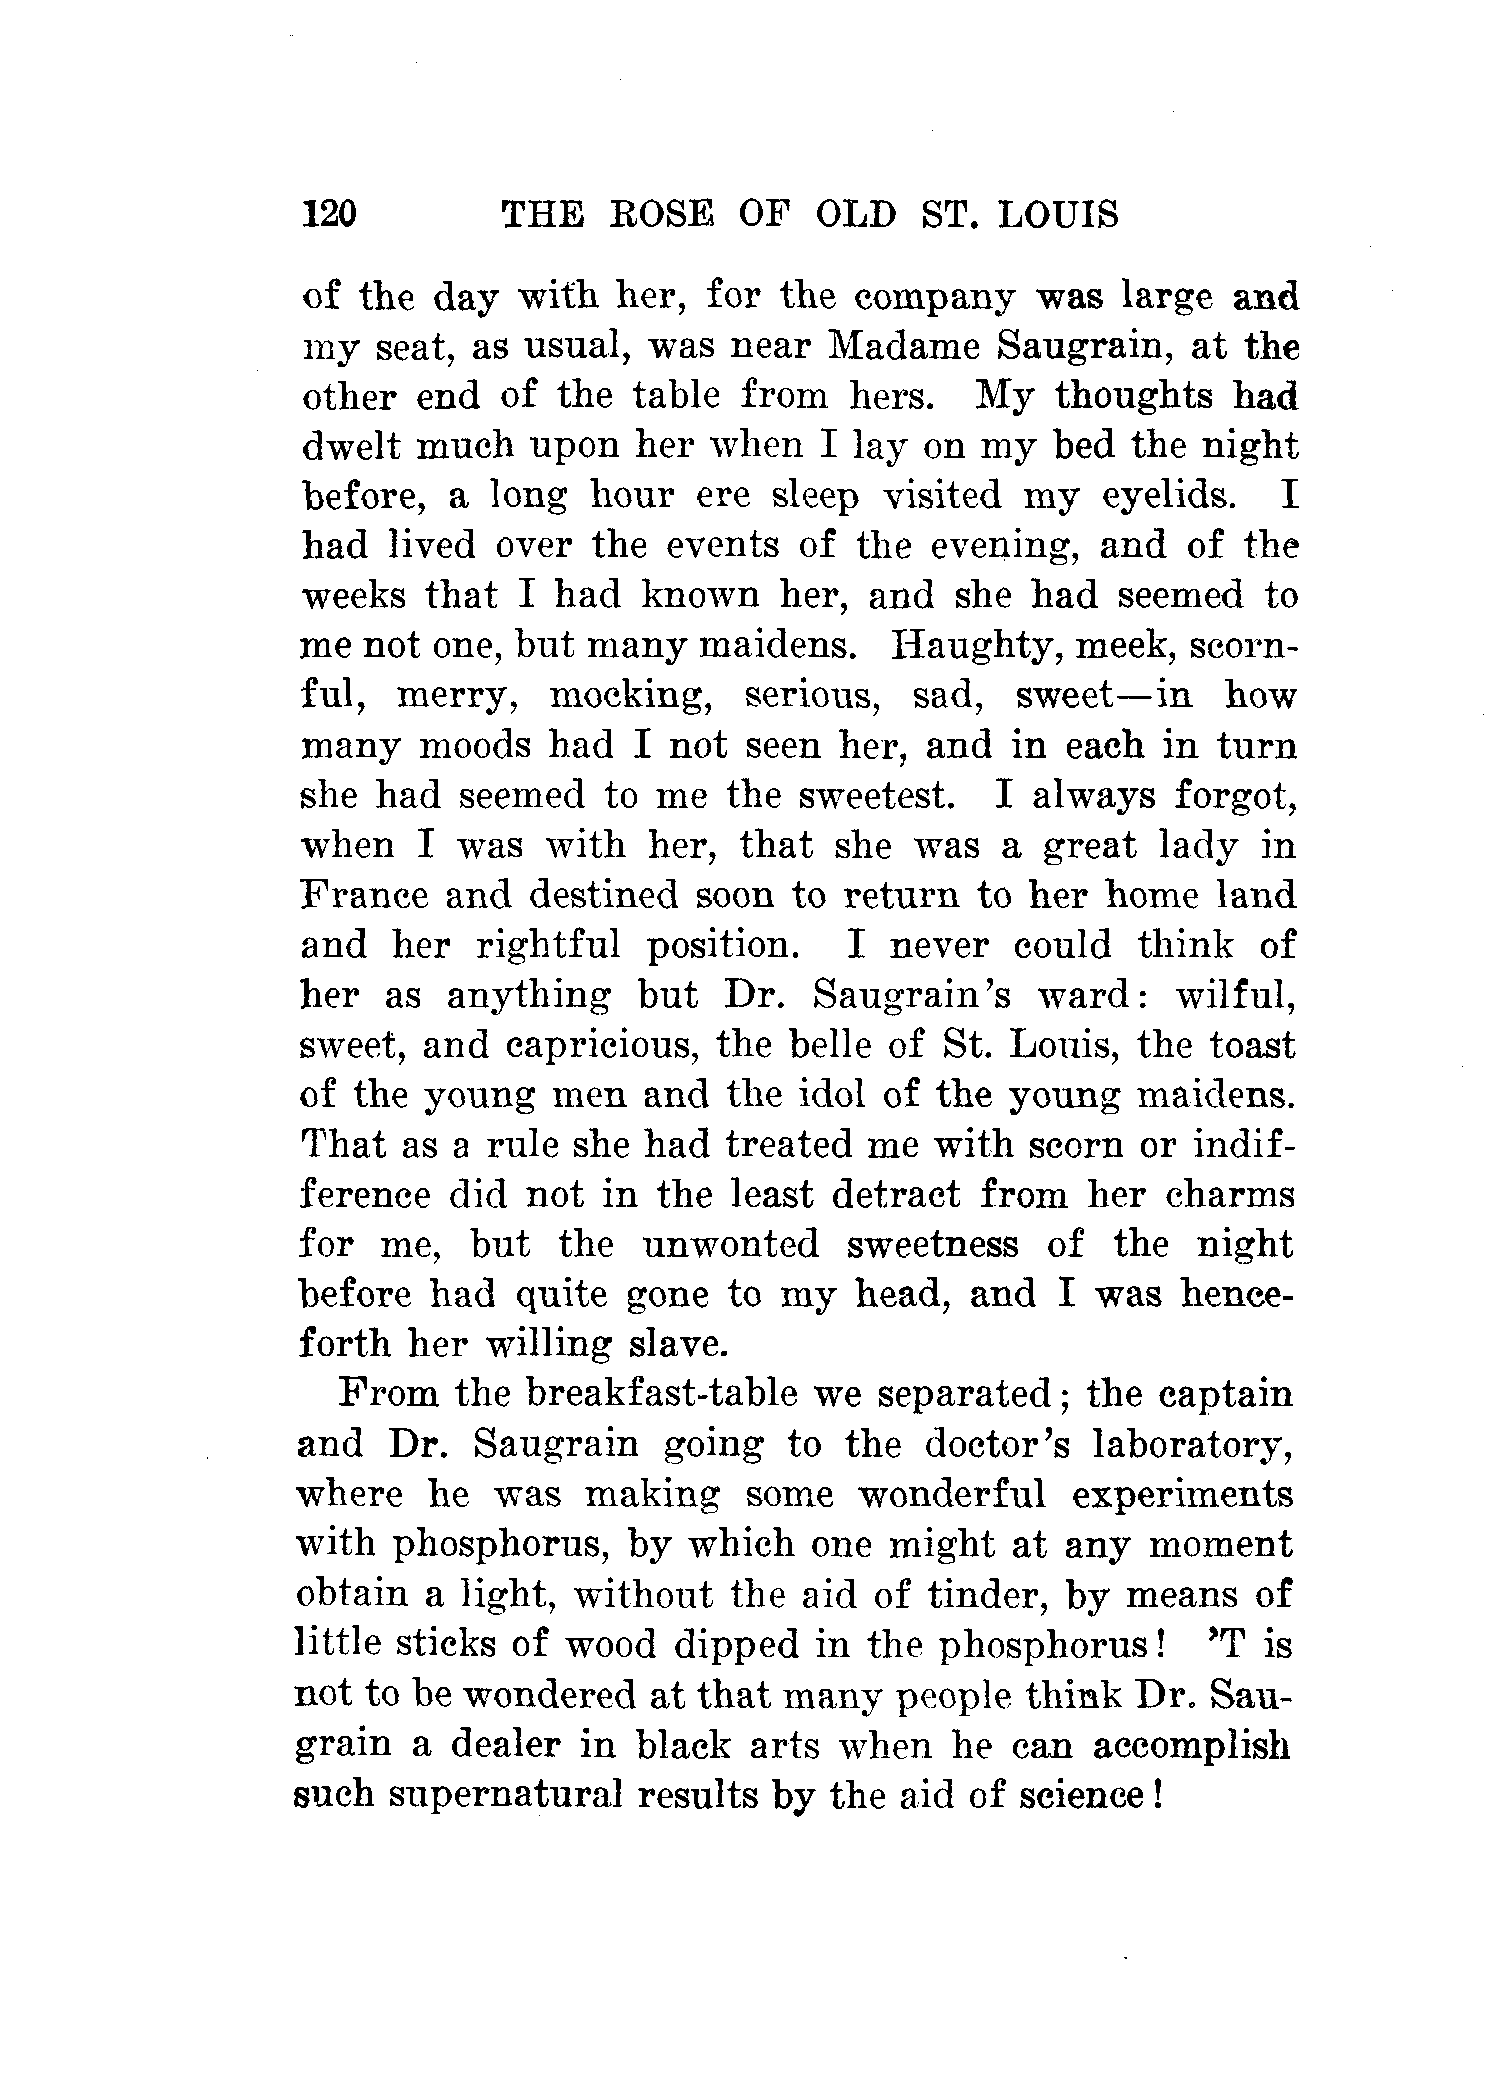 120 THE ROSE OF OLD ST. LOUIS
of the day with her, for the company was large and
my seat, as usual, was near Madame Saugrain, at the
other end of the table from hers. My thoughts had
dwelt much upon her when I lay on my bed the night
before, a long hour ere sleep visited my eyelids. I
had lived over the events of the evening, and of the
weeks that I had known her, and she had seemed to
me not one, but many maidens. Haughty, meek, scorn-
ful, merry, mocking, serious, sad, sweet—in how
many moods had I not seen her, and in each in turn
she had seemed to me the sweetest. I always forgot,
when I was with her, that she was a great lady in
France and destined soon to return to her home land
and her rightful position. I never could think of
her as anything but Dr. Saugrain's ward: wilful,
sweet, and capricious, the belle of St. Louis, the toast
of the young men and the idol of the young maidens.
That as a rule she had treated me with scorn or indif-
ference did not in the least detract from her charms
for me, but the unwonted sweetness of the night
before had quite gone to my head, and I was hence-
forth her willing slave.
From the breakfast-table we separated; the captain
and Dr. Saugrain going to the doctor's laboratory,
where he was making some wonderful experiments
with phosphorus, by which one might at any moment
obtain a light, without the aid of tinder, by means of
little sticks of wood dipped in the phosphorus! 'T is
not to be wondered at that many people think Dr. Sau-
grain a dealer in black arts when he can accomplish
such supernatural results by the aid of science!